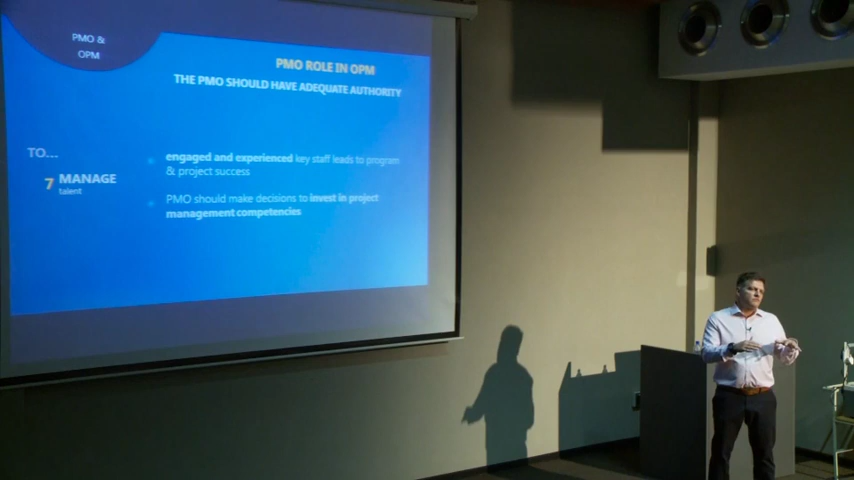 PMO &
OPM
PMO ROLE IN OPM
THE PMO SHOULD HAVE ADEQUATE AUTHORITY
TO...
7 MANAGE
talent
engaged and experienced key staff leads to program
& project success
PMO should make decisions to invest in project
management competencies